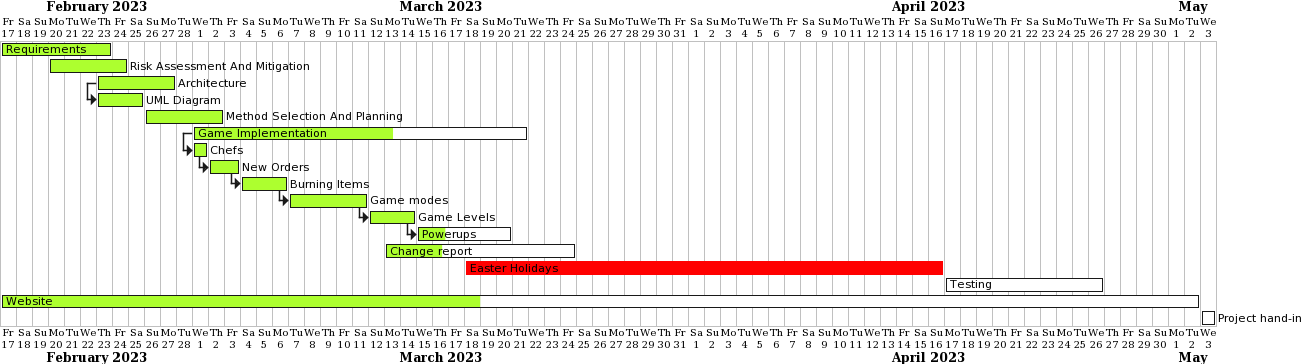 February 2023 March 2023 April 2023 May
Fr Sa Su Mo Tu We Th Fr Sa Su Mo Tu We Th Fr Sa Su Mo Tu We Th Fr Sa Su Mo Tu We Th Fr Sa Su Mo Tu We Th Fr Sa Su Mo Tu We Th Fr Sa Su Mo Tu We Th Fr Sa Su Mo Tu We Th Fr Sa Su Mo Tu We Th Fr Sa Su Mo Tu We Th Fr Sa Su Mo Tu We
17 18 19 20 21 22 23 24 25 26 27 28 1 2 3 4 5 6 7 8 9 10 11 12 13 14 15 16 17 18 19 20 21 22 23 24 25 26 27 28 29 30 31 1 2 3 4 5 6 7 8 9 10 11 12 13 14 15 16 17 18 19 20 21 22 23 24 25 26 27 28 29 30 1 2 3
Requirements
Risk Assessment And Mitigation
Architecture
UML Diagram
Method Selection And Planning
Game Implementation
Chefs
New Orders
Burning Items
Game modes
Game Levels
Powerups
Change report
Easter Holidays
Testing
Website
Project hand-in
Fr Sa Su Mo Tu We Th Fr Sa Su Mo Tu We Th Fr Sa Su Mo Tu We Th Fr Sa Su Mo Tu We Th Fr Sa Su Mo Tu We Th Fr Sa Su Mo Tu We Th Fr Sa Su Mo Tu We Th Fr Sa Su Mo Tu We Th Fr Sa Su Mo Tu We Th Fr Sa Su Mo Tu We Th Fr Sa Su Mo Tu We
17 18 19 20 21 22 23 24 25 26 27 28 1 2 3 4 5 6 7 8 9 10 11 12 13 14 15 16 17 18 19 20 21 22 23 24 25 26 27 28 29 30 31 1 2 3 4 5 6 7 8 9 10 11 12 13 14 15 16 17 18 19 20 21 22 23 24 25 26 27 28 29 30 1 2 3
February 2023 March 2023 April 2023 May